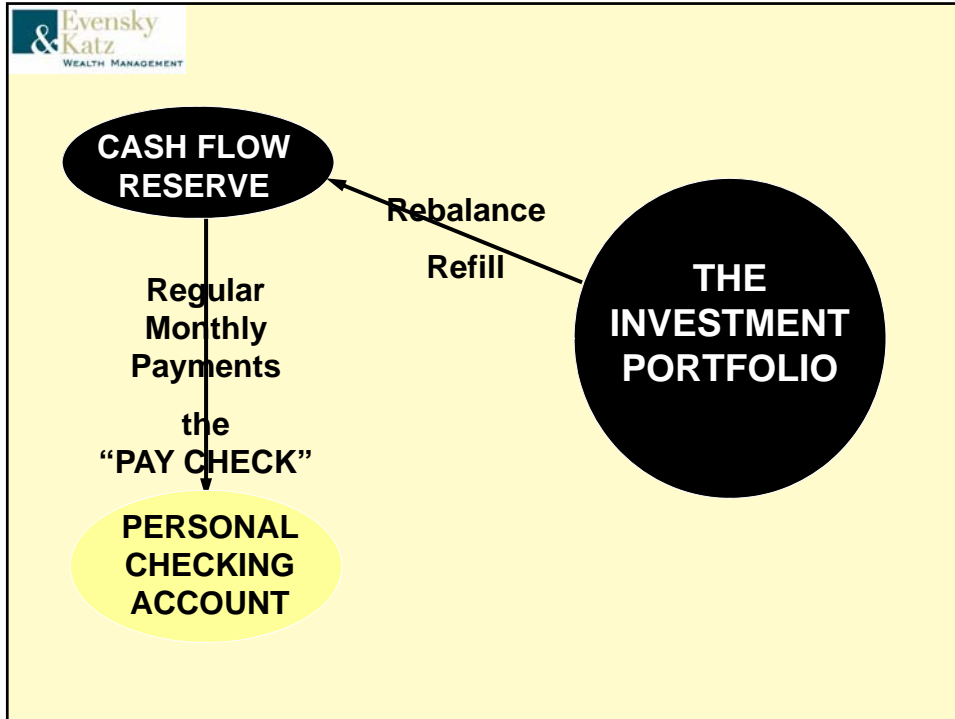 Evensky
& Katz
WEALTH MANAGEMENT
CASH FLOW
RESERVE
Rebalance
Refill
THE
INVESTMENT
PORTFOLIO
Regular
Monthly
Payments
the
“PAY CHECK”
PERSONAL
CHECKING
ACCOUNT